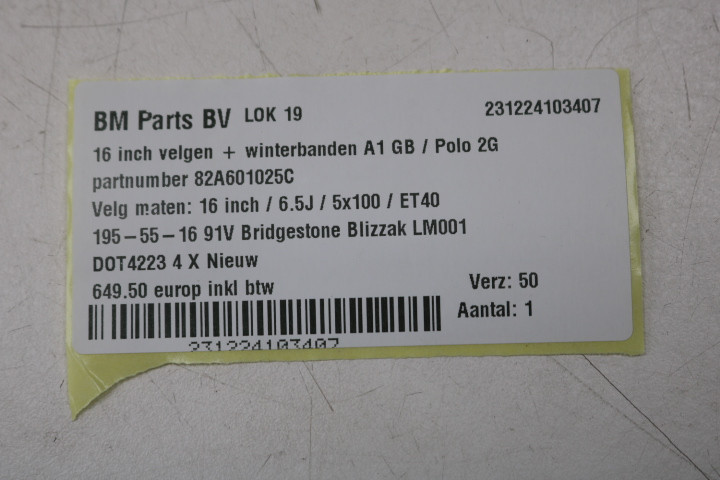 BM Parts BV LOK 19 231224103407
16 inch velgen + winterbanden A1 GB / Polo 2G
partnumber 82A601025C
Velg maten: 16 inch / 6.5J / 5x100 / ET40
195-55-16 91V Bridgestone Blizzak LM001
DOT4223 4 X Nieuw
649.50 europ inkl btw Verz: 50
Aantal: 1
231224103407